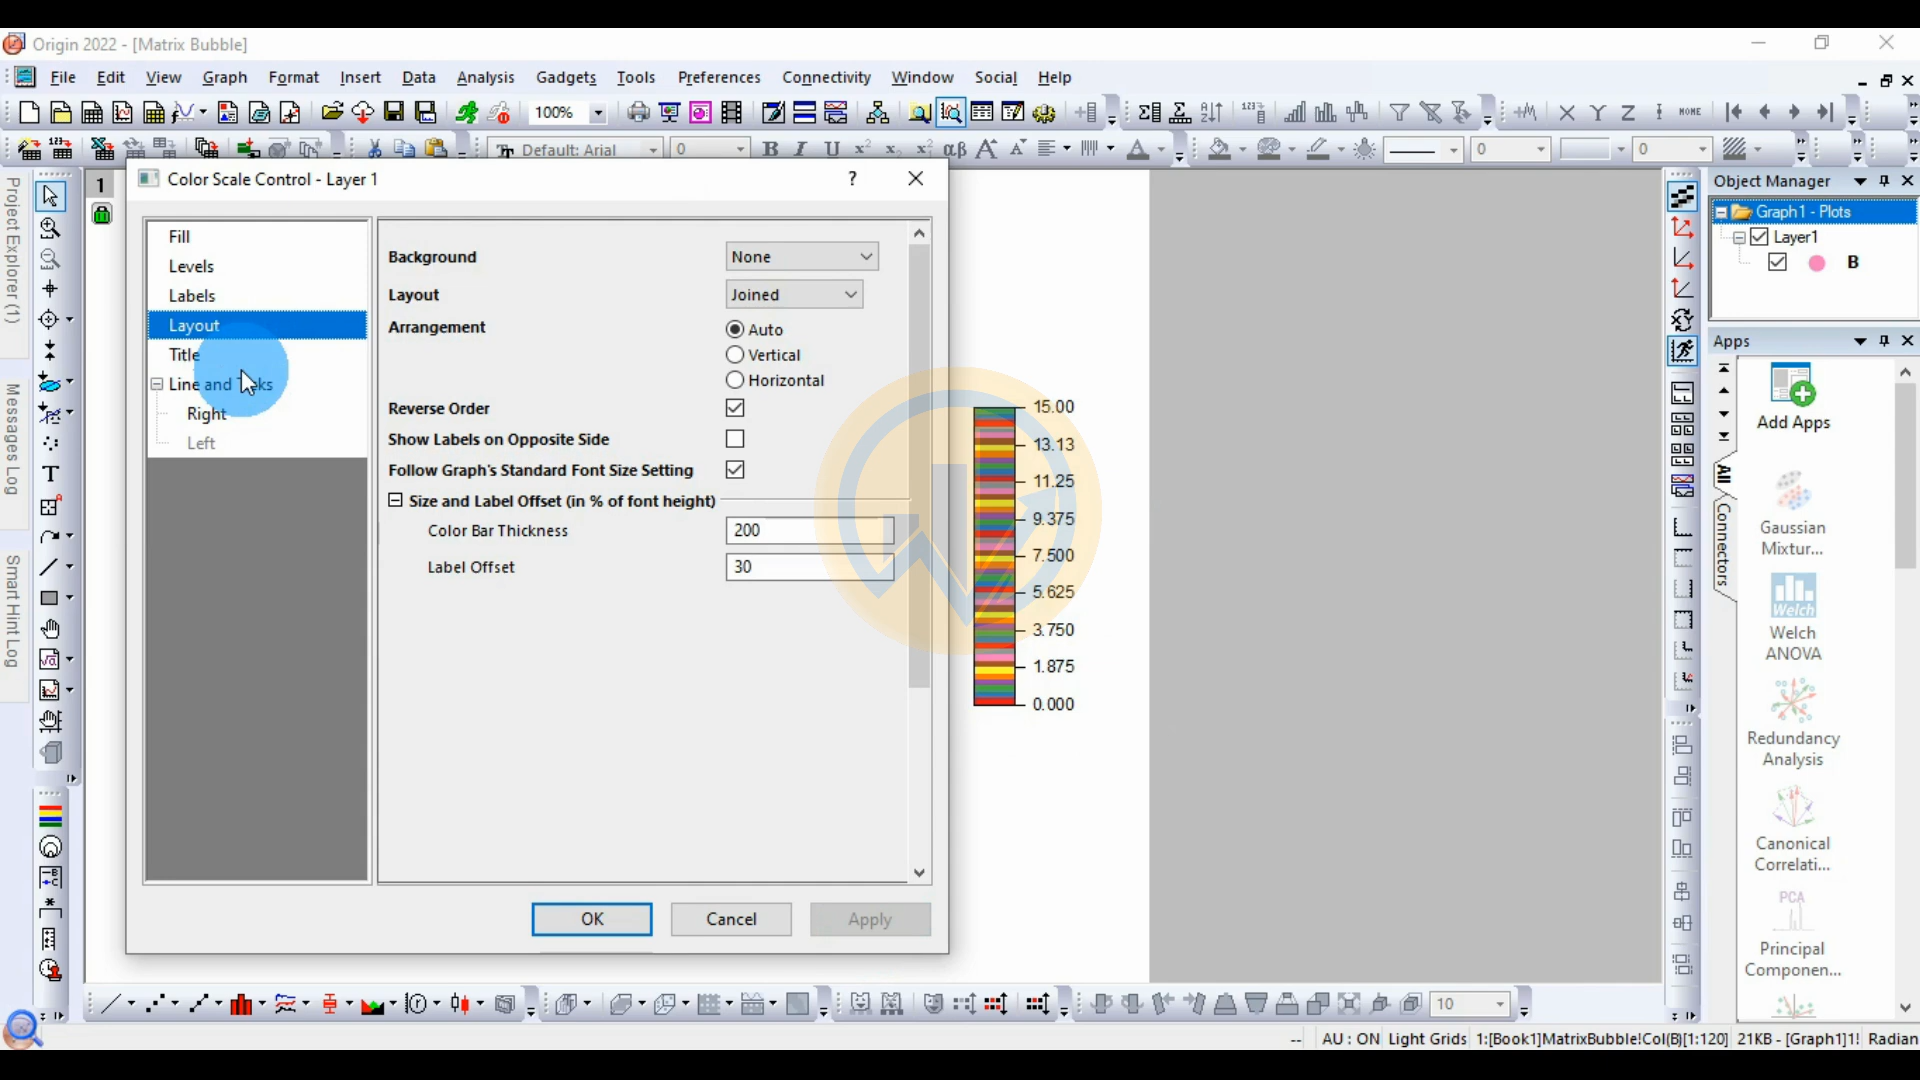 Origin 2022 - [Matrix Bubble]
File Edit View Graph Format Insert Data Analysis Gadgets Tools Preferences Connectivity Window Social Help
100%
Default: Arial 0 B I U αβ A 0 0
Project Explorer (1)
Messages Log
Smart Hint Log
1
Color Scale Control - Layer 1
?
Fill
Levels
Labels
Layout
Title
Line and Ticks
Right
Left
Background None
Layout Joined
Arrangement Auto
Vertical
Horizontal
Reverse Order
Show Labels on Opposite Side
Follow Graph's Standard Font Size Setting
Size and Label Offset (in % of font height)
Color Bar Thickness 200
Label Offset 30
OK Cancel Apply
15.00
13.13
11.25
9.375
7.500
5.625
3.750
1.875
0.000
Object Manager
Graph1 - Plots
Layer1
B
Apps
All
Connectors
Add Apps
Gaussian
Mixtur...
Welch
Welch
ANOVA
Redundancy
Analysis
Canonical
Correlati...
PCA
Principal
Componen...
10
-- AU : ON Light Grids 1:[Book1]MatrixBubble!Col(B)[1:120] 21KB - [Graph1]1! Radian